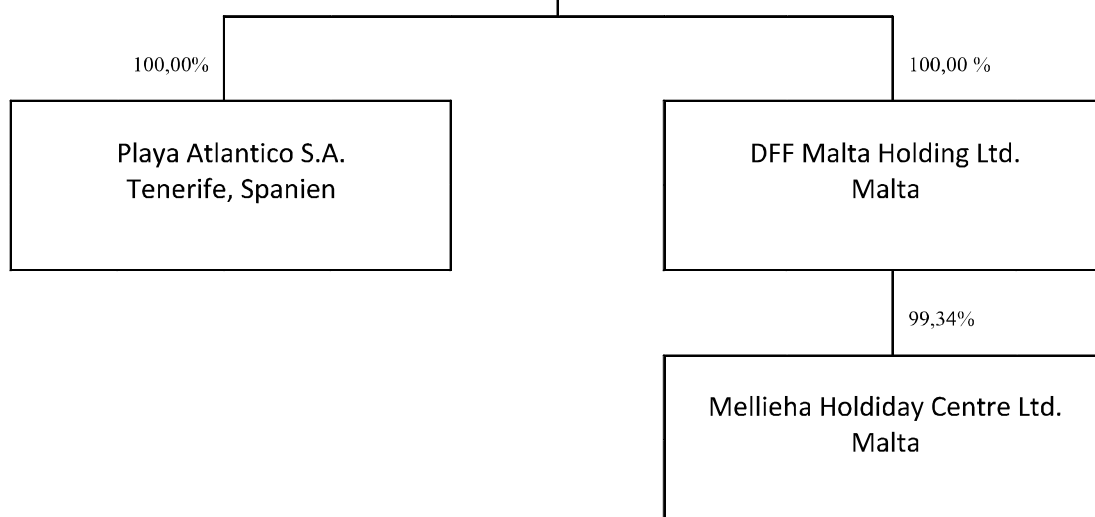 100,00%
100,00 %
Playa Atlantico S.A.
Tenerife, Spanien
DFF Malta Holding Ltd.
Malta
99,34%
Mellieha Holdiday Centre Ltd.
Malta